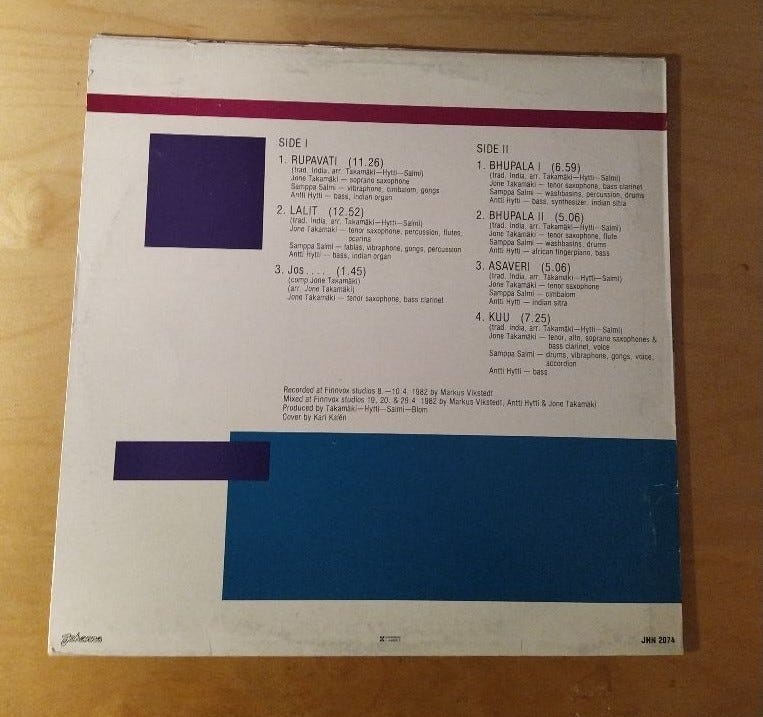 SIDE I
1. RUPAVATI (11.26)
(trad. India, arr. Takamäki—Hytti—Salmi)
Jone Takamäki — soprano saxophone
Samppa Salmi — vibraphone, cimbalom, gongs
Antti Hytti — bass, indian organ
2. LALIT (12.52)
(trad. India, arr. Takamäki—Hytti—Salmi)
Jone Takamäki — tenor saxophone, percussion, flutes,
ocarina
Samppa Salmi — tablas, vibraphone, gongs, percussion
Antti Hytti — bass, indian organ
3. Jos.... (1.45)
(comp Jone Takamäki)
(arr. Jone Takamäki)
Jone Takamäki — tenor saxophone, bass clarinet
SIDE II
1. BHUPALA I (6.59)
(trad. India, arr. Takamäki—Hytti—Salmi)
Jone Takamäki — tenor saxophone, bass clarinet
Samppa Salmi — washbasins, percussion, drums
Antti Hytti — bass, synthesizer, indian sitra
2. BHUPALA II (5.06)
(trad. India, arr. Takamäki—Hytti—Salmi)
Jone Takamäki — tenor saxophone, flute
Samppa Salmi — washbasins, drums
Antti Hytti — african fingerpiano, bass
3. ASAVERI (5.06)
(trad. India, arr. Takamäki—Hytti—Salmi)
Jone Takamäki — tenor saxophone
Samppa Salmi — cimbalom
Antti Hytti — indian sitra
4. KUU (7.25)
(trad. India, arr. Takamäki—Hytti—Salmi)
Jone Takamäki — tenor, alto, soprano saxophones &
bass clarinet, voice
Samppa Salmi — drums, vibraphone, gongs, voice,
accordion
Antti Hytti — bass
Recorded at Finnvox studios 8.—10.4. 1982 by Markus Vikstedt
Mixed at Finnvox studios 19, 20. & 29.4. 1982 by Markus Vikstedt, Antti Hytti & Jone Takamäki
Produced by Takamäki—Hytti—Salmi—Blom
Cover by Kari Kalén
Johanna
JHN 2074